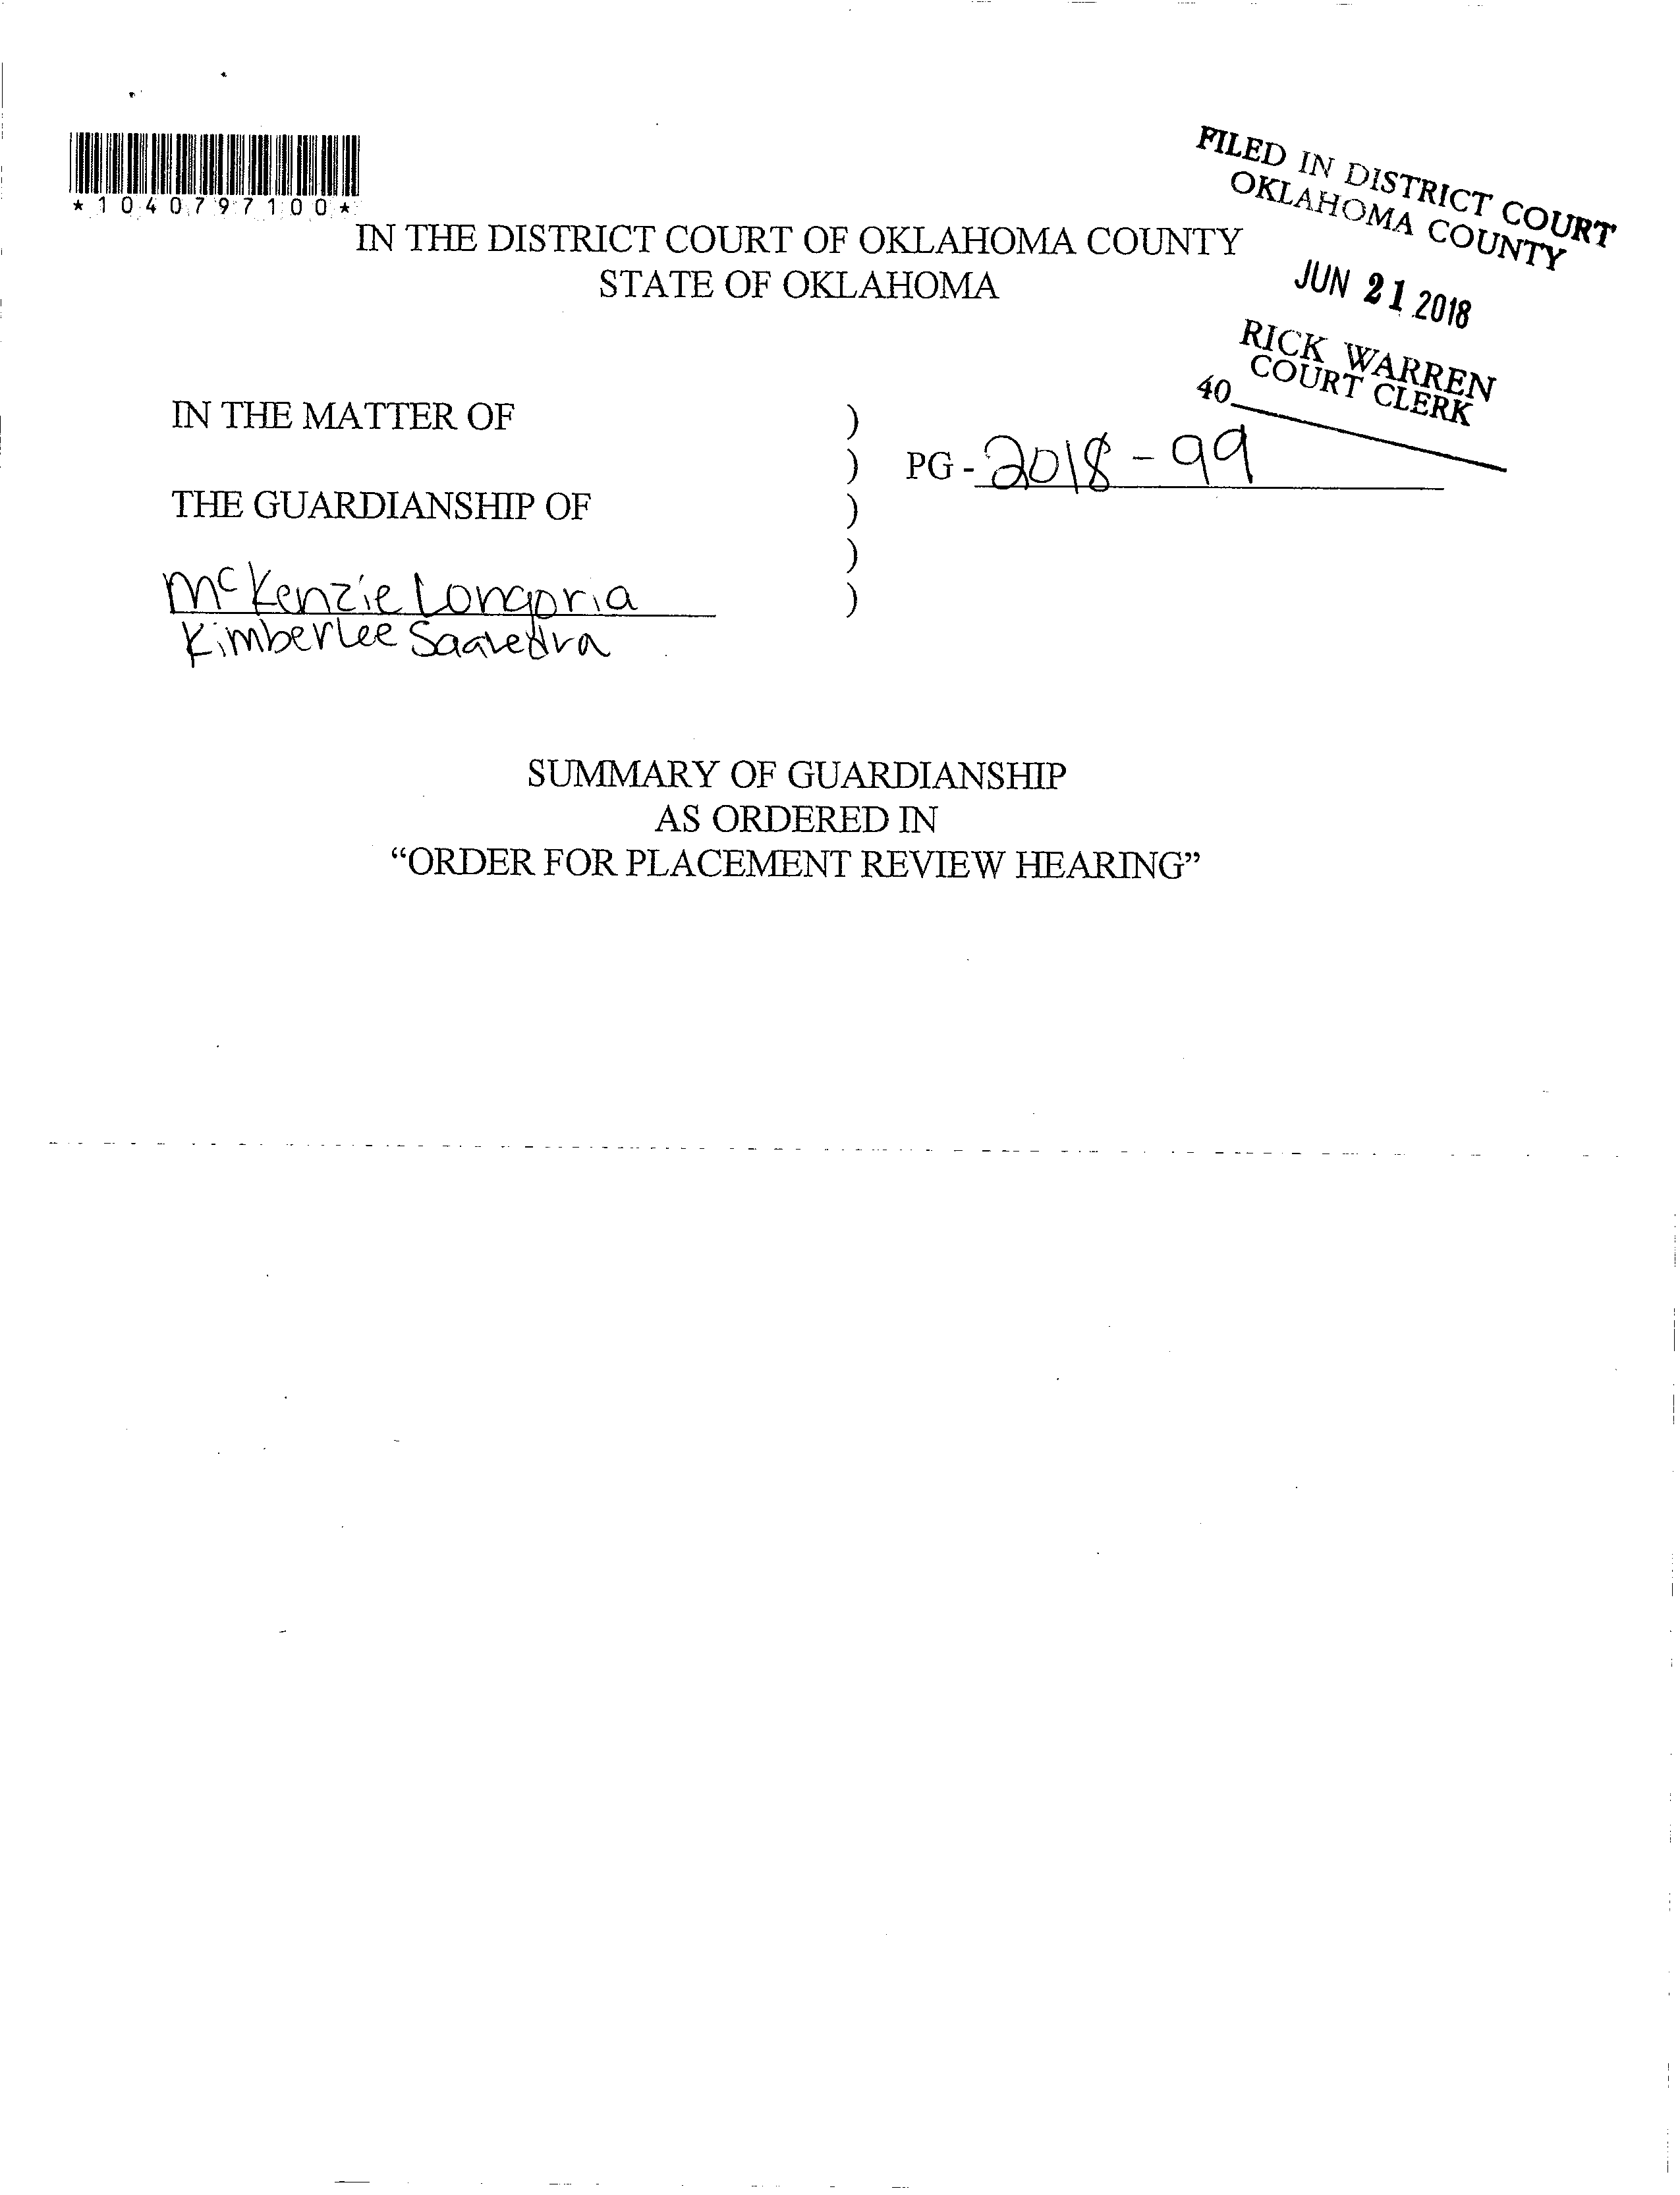 *1040797100*
FILED IN DISTRICT COURT
OKLAHOMA COUNTY
JUN 21 2018
RICK WARREN
COURT CLERK
40
IN THE DISTRICT COURT OF OKLAHOMA COUNTY
STATE OF OKLAHOMA
IN THE MATTER OF )
) PG - 2018-99
THE GUARDIANSHIP OF )
)
McKenzie Longoria )
Kimberlee Saavedra
SUMMARY OF GUARDIANSHIP
AS ORDERED IN
“ORDER FOR PLACEMENT REVIEW HEARING”